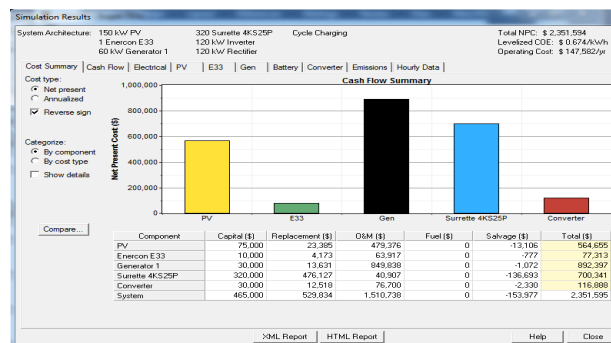 Simulation Results
System Architecture: 150 kW PV 320 Surrette 4KS25P Cycle Charging Total NPC: $ 2,351,594
1 Enercon E33 120 kW Inverter Levelized COE: $ 0.674/kWh
60 kW Generator 1 120 kW Rectifier Operating Cost: $ 147,582/yr
Cost Summary Cash Flow Electrical PV E33 Gen Battery Converter Emissions Hourly Data
Cost type:
Net present
Annualized
Reverse sign
Categorize:
By component
By cost type
Show details
Compare...
Cash Flow Summary
Net Present Cost ($)
1,000,000
800,000
600,000
400,000
200,000
0
PV E33 Gen Surrette 4KS25P Converter
Component Capital ($) Replacement ($) O&M ($) Fuel ($) Salvage ($) Total ($)
PV 75,000 23,385 479,376 0 -13,106 564,655
Enercon E33 10,000 4,173 63,917 0 -777 77,313
Generator 1 30,000 13,631 849,838 0 -1,072 892,397
Surrette 4KS25P 320,000 476,127 40,907 0 -136,693 700,341
Converter 30,000 12,518 76,700 0 -2,330 116,888
System 465,000 529,834 1,510,738 0 -153,977 2,351,595
XML Report HTML Report Help Close